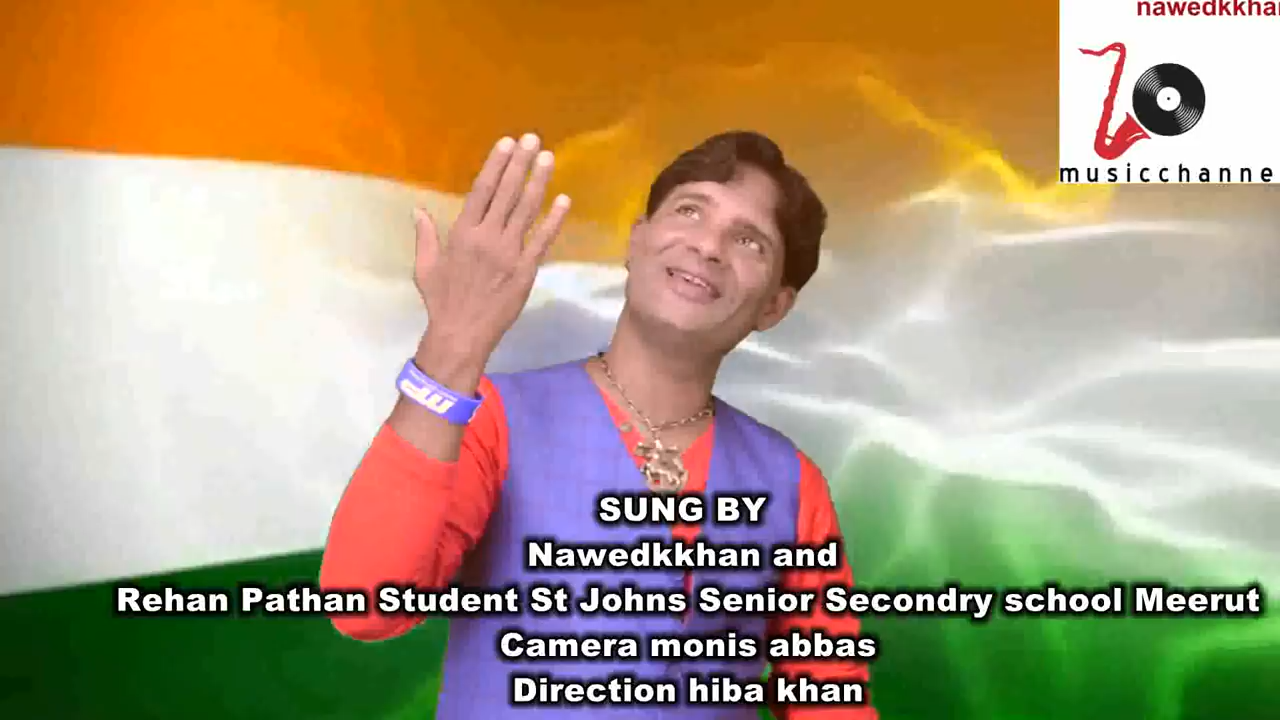 nawedkkhan
musicchanne
SUNG BY
Nawedkkhan and
Rehan Pathan Student St Johns Senior Secondry school Meerut
Camera monis abbas
Direction hiba khan